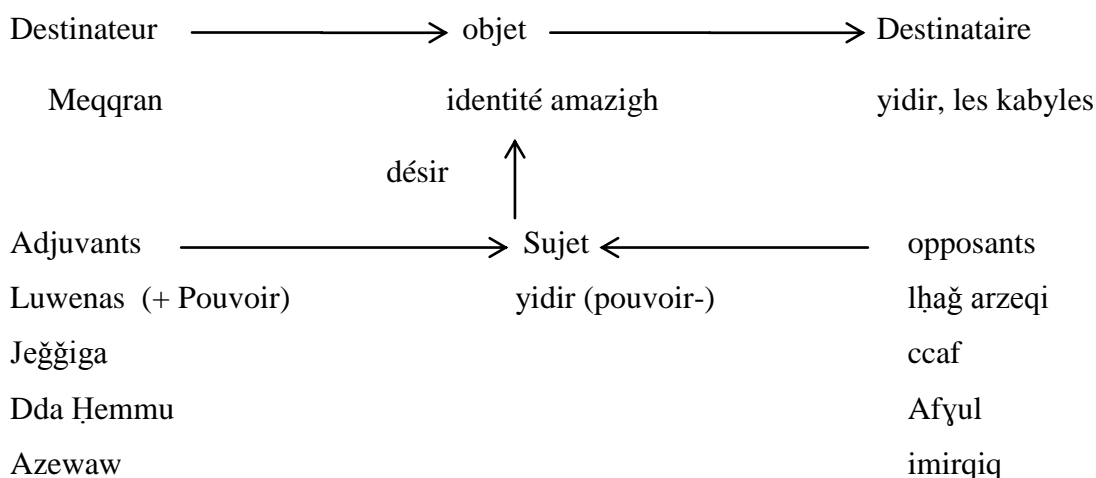 Destinateur objet Destinataire
Meqqran identité amazigh yidir, les kabyles
désir
Adjuvants Sujet opposants
Luwenas (+ Pouvoir) yidir (pouvoir-) lḥaǧ arzeqi
Jeǧǧiga ccaf
Dda Ḥemmu Afɣul
Azewaw imirqiq